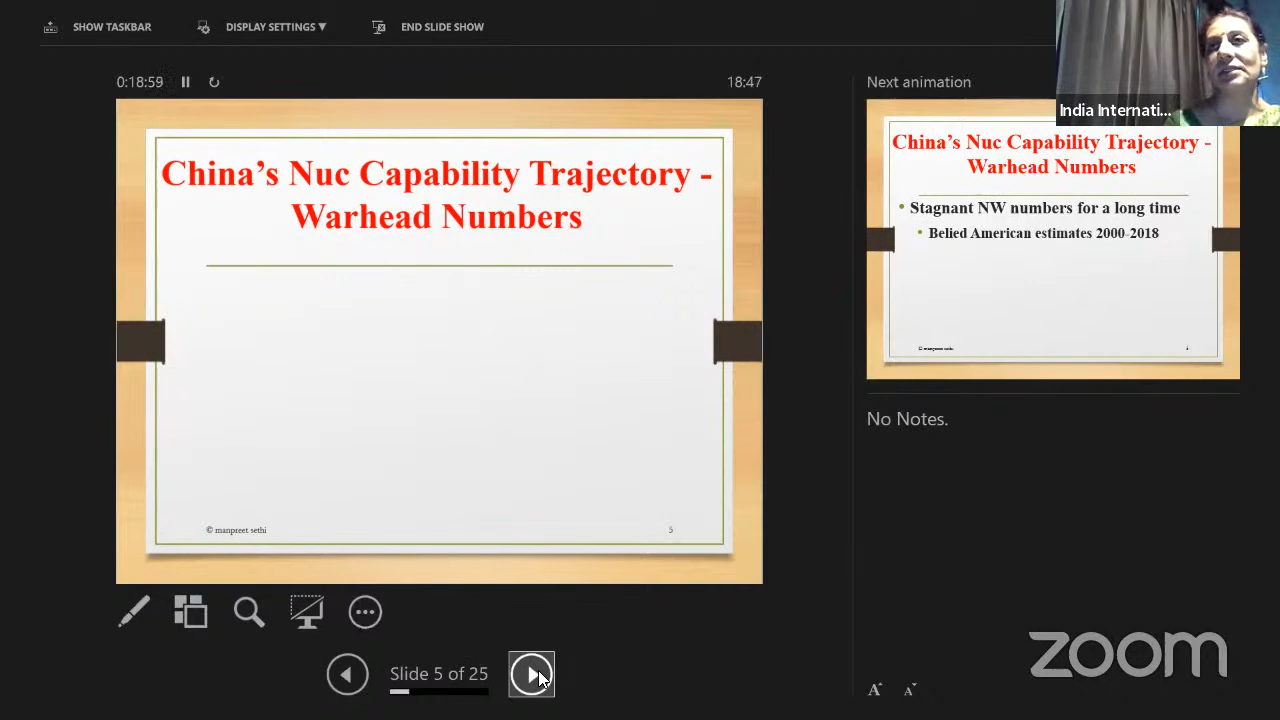 SHOW TASKBAR
DISPLAY SETTINGS ▼
END SLIDE SHOW
0:18:59
18:47
Next animation
India Internati...
China's Nuc Capability Trajectory -
Warhead Numbers
© manpreet sethi
5
China's Nuc Capability Trajectory -
Warhead Numbers
• Stagnant NW numbers for a long time
• Belied American estimates 2000-2018
© manpreet sethi
No Notes.
Slide 5 of 25
A A
zoom